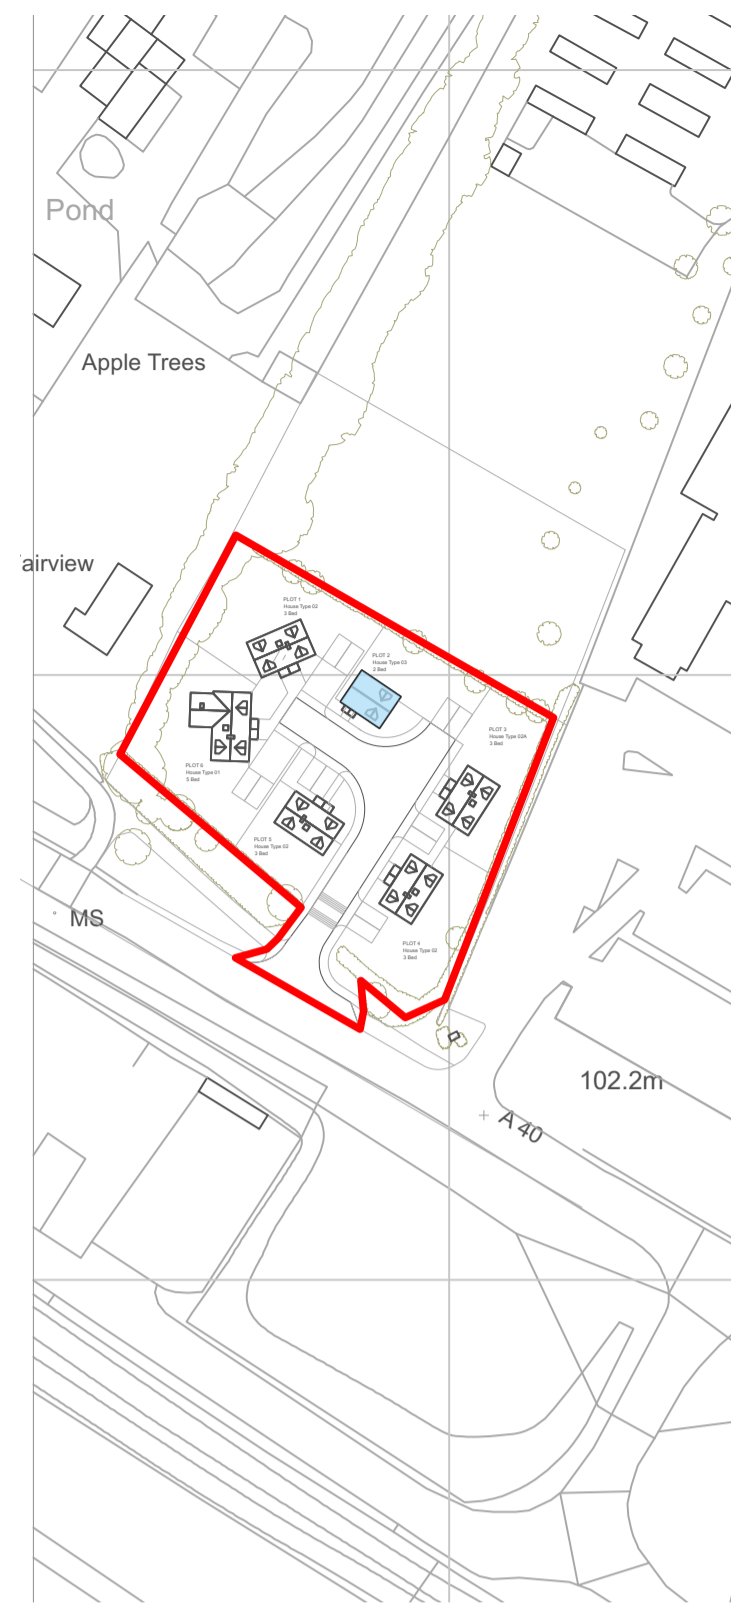 Pond
Apple Trees
airview
PLOT 1
House Type 02
3 Bed
PLOT 2
House Type 03
2 Bed
PLOT 3
House Type 02A
3 Bed
PLOT 6
House Type 01
5 Bed
PLOT 5
House Type 02
3 Bed
MS
PLOT 4
House Type 02
3 Bed
102.2m
A 40